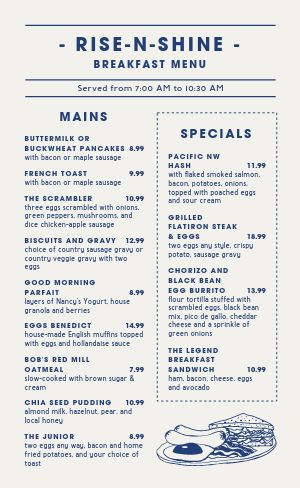 - RISE-N-SHINE -
BREAKFAST MENU
Served from 7:00 AM to 10:30 AM
MAINS
BUTTERMILK OR
BUCKWHEAT PANCAKES 8.99
with bacon or maple sausage
FRENCH TOAST 9.99
with bacon or maple sausage
THE SCRAMBLER 10.99
three eggs scrambled with onions,
green peppers, mushrooms, and
dice chicken-apple sausage
BISCUITS AND GRAVY 12.99
choice of country sausage gravy or
country veggie gravy with two
eggs
GOOD MORNING
PARFAIT 8.99
layers of Nancy's Yogurt, house
granola and berries
EGGS BENEDICT 14.99
house-made English muffins topped
with eggs and hollandaise sauce
BOB'S RED MILL
OATMEAL 7.99
slow-cooked with brown sugar &
cream
CHIA SEED PUDDING 10.99
almond milk, hazelnut, pear, and
local honey
THE JUNIOR 8.99
two eggs any way, bacon and home
fried potatoes, and your choice of
toast
SPECIALS
PACIFIC NW
HASH 11.99
with flaked smoked salmon,
bacon, potatoes, onions,
topped with poached eggs
and sour cream
GRILLED
FLATIRON STEAK
& EGGS 18.99
two eggs any style, crispy
potato, sausage gravy
CHORIZO AND
BLACK BEAN
EGG BURRITO 13.99
flour tortilla stuffed with
scrambled eggs, black bean
mix, pico de gallo, cheddar
cheese and a sprinkle of
green onions
THE LEGEND
BREAKFAST
SANDWICH 10.99
ham, bacon, cheese, eggs
and avocado